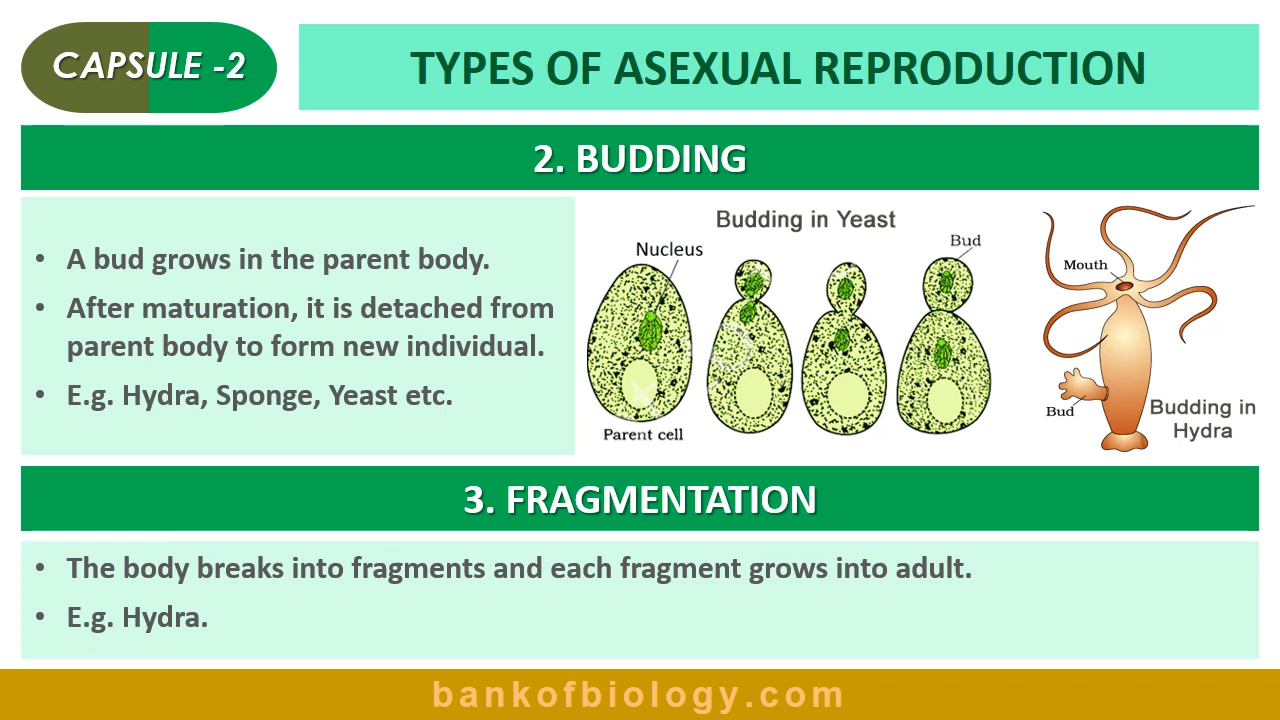 CAPSULE -2
TYPES OF ASEXUAL REPRODUCTION
2. BUDDING
• A bud grows in the parent body.
• After maturation, it is detached from
parent body to form new individual.
• E.g. Hydra, Sponge, Yeast etc.
Budding in Yeast
Nucleus
Bud
Parent cell
Mouth
Bud
Budding in
Hydra
3. FRAGMENTATION
• The body breaks into fragments and each fragment grows into adult.
• E.g. Hydra.
bankofbiology.com